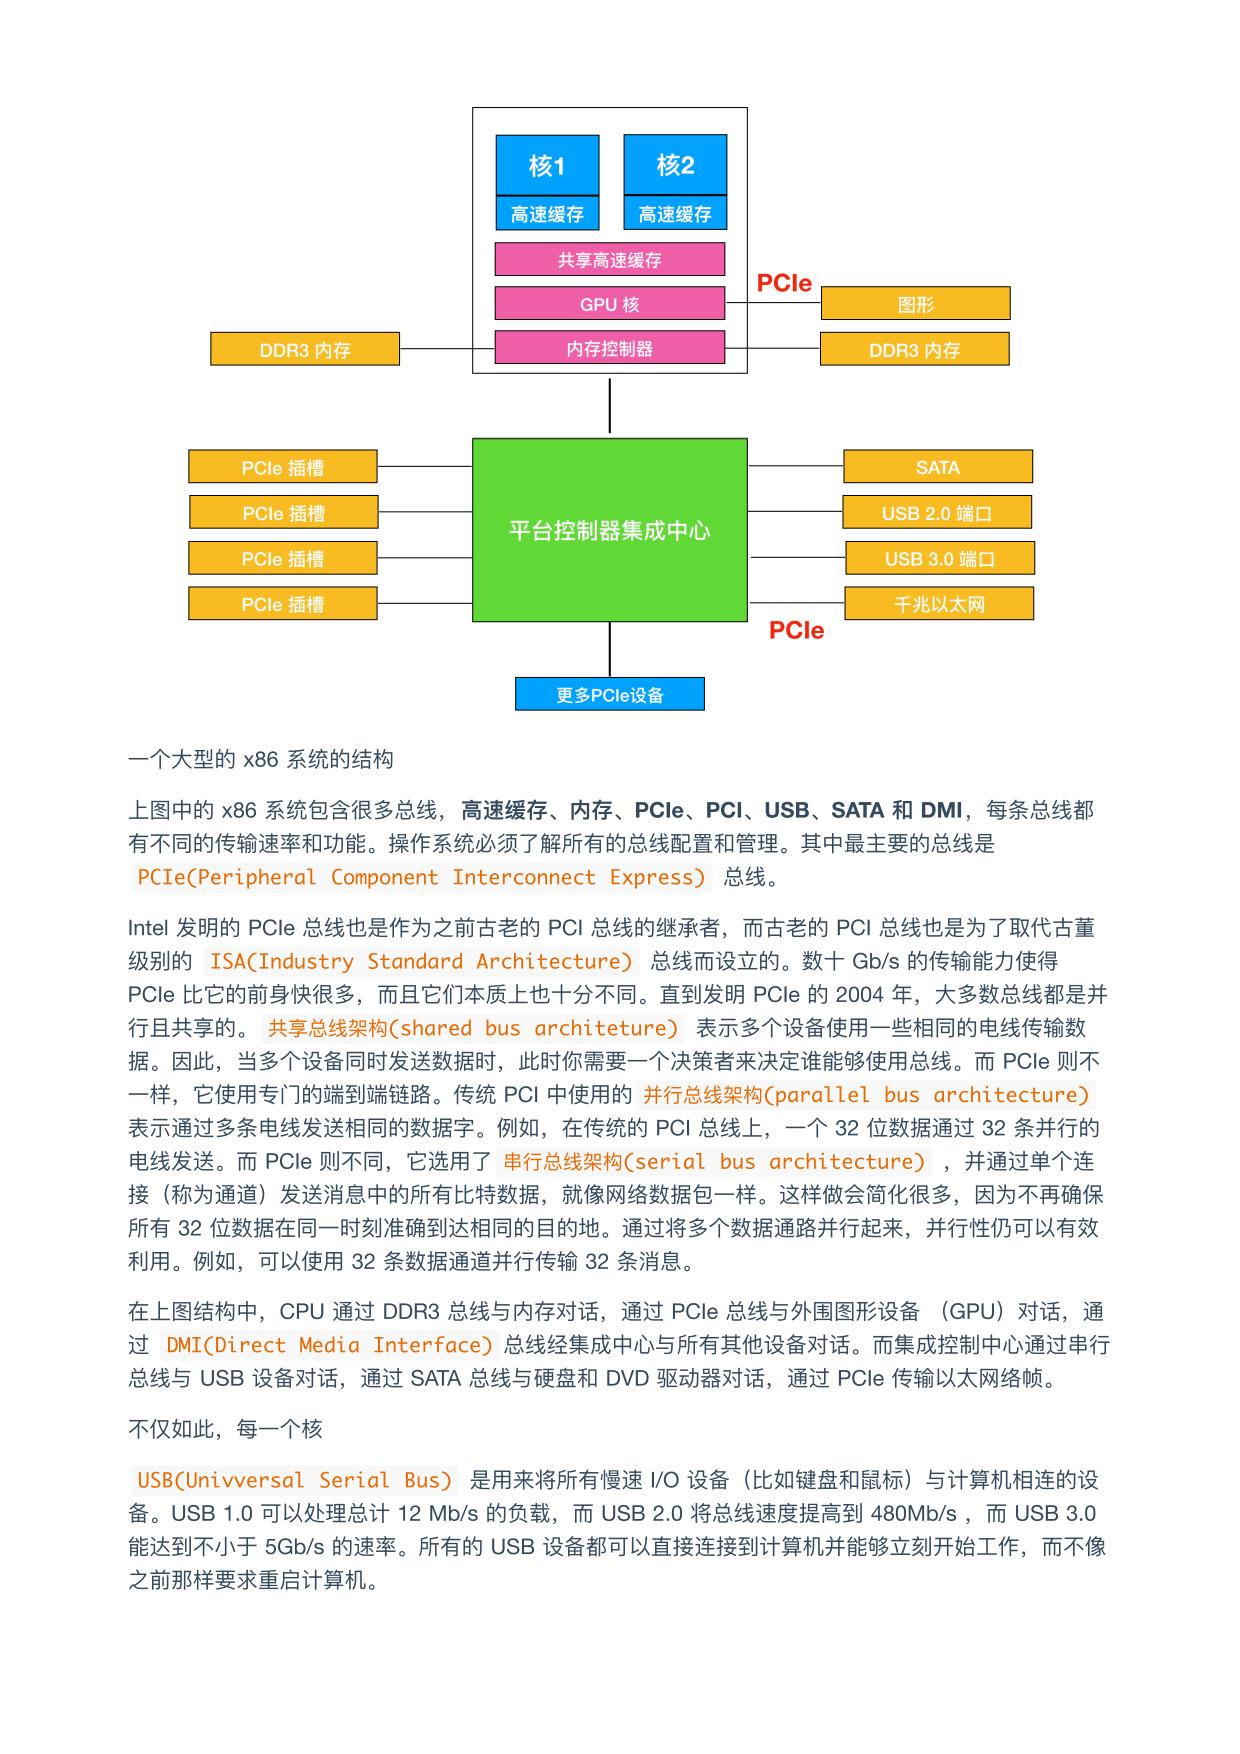 核1
核2
高速缓存
高速缓存
共享高速缓存
PCIe
GPU 核
图形
DDR3 内存
内存控制器
DDR3 内存
PCIe 插槽
SATA
PCIe 插槽
USB 2.0 端口
平台控制器集成中心
PCIe 插槽
USB 3.0 端口
PCIe 插槽
千兆以太网
PCIe
更多PCIe设备
一个大型的 x86 系统的结构
上图中的 x86 系统包含很多总线，高速缓存、内存、PCIe、PCI、USB、SATA 和 DMI，每条总线都
有不同的传输速率和功能。操作系统必须了解所有的总线配置和管理。其中最主要的总线是
PCIe(Peripheral Component Interconnect Express) 总线。
Intel 发明的 PCIe 总线也是作为之前古老的 PCI 总线的继承者，而古老的 PCI 总线也是为了取代古董
级别的 ISA(Industry Standard Architecture) 总线而设立的。数十 Gb/s 的传输能力使得
PCIe 比它的前身快很多，而且它们本质上也十分不同。直到发明 PCIe 的 2004 年，大多数总线都是并
行且共享的。 共享总线架构(shared bus architeture) 表示多个设备使用一些相同的电线传输数
据。因此，当多个设备同时发送数据时，此时你需要一个决策者来决定谁能够使用总线。而 PCIe 则不
一样，它使用专门的端到端链路。传统 PCI 中使用的 并行总线架构(parallel bus architecture)
表示通过多条电线发送相同的数据字。例如，在传统的 PCI 总线上，一个 32 位数据通过 32 条并行的
电线发送。而 PCIe 则不同，它选用了 串行总线架构(serial bus architecture) ，并通过单个连
接（称为通道）发送消息中的所有比特数据，就像网络数据包一样。这样做会简化很多，因为不再确保
所有 32 位数据在同一时刻准确到达相同的目的地。通过将多个数据通路并行起来，并行性仍可以有效
利用。例如，可以使用 32 条数据通道并行传输 32 条消息。
在上图结构中，CPU 通过 DDR3 总线与内存对话，通过 PCIe 总线与外围图形设备 （GPU）对话，通
过 DMI(Direct Media Interface) 总线经集成中心与所有其他设备对话。而集成控制中心通过串行
总线与 USB 设备对话，通过 SATA 总线与硬盘和 DVD 驱动器对话，通过 PCIe 传输以太网络帧。
不仅如此，每一个核
USB(Univversal Serial Bus) 是用来将所有慢速 I/O 设备（比如键盘和鼠标）与计算机相连的设
备。USB 1.0 可以处理总计 12 Mb/s 的负载，而 USB 2.0 将总线速度提高到 480Mb/s ，而 USB 3.0
能达到不小于 5Gb/s 的速率。所有的 USB 设备都可以直接连接到计算机并能够立刻开始工作，而不像
之前那样要求重启计算机。